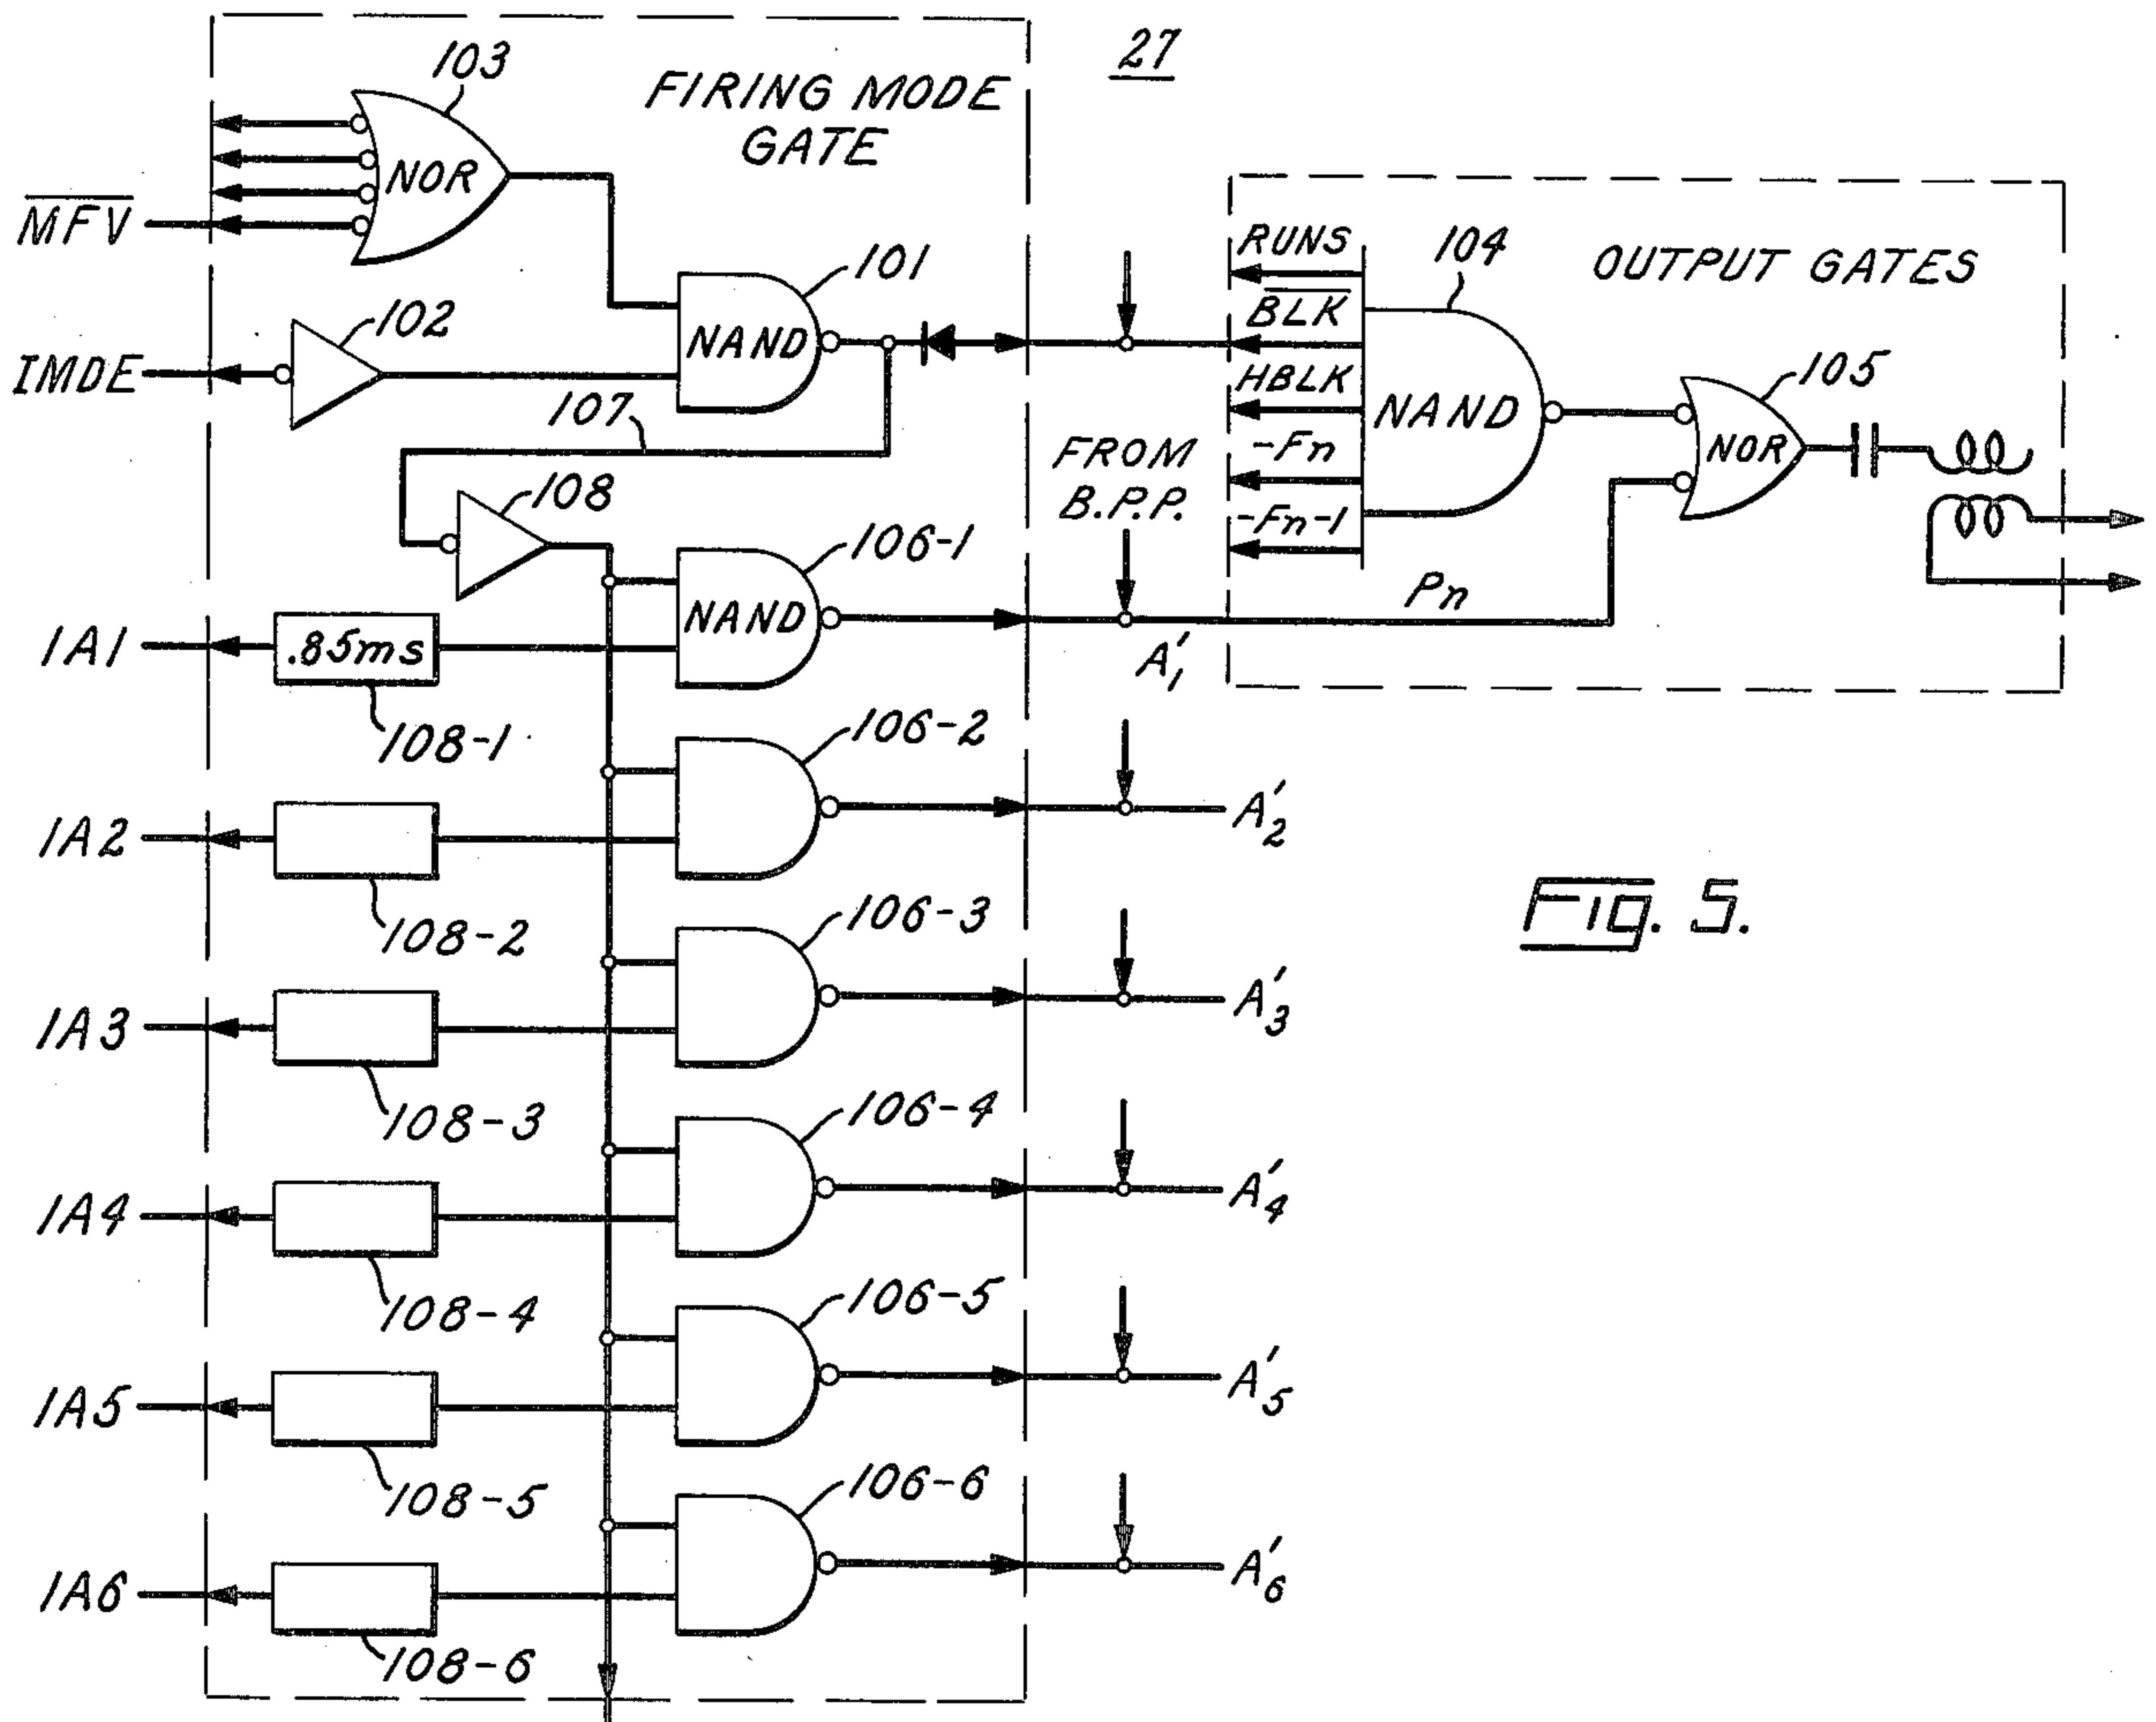 27
103
FIRING MODE
GATE
NOR
MFV
101
RUNS
104
OUTPUT GATES
BLK
102
NAND
IMDE
HBLK
NAND
105
107
-Fn
NOR
FROM
B.P.P.
108
-Fn-1
106-1
NAND
Pn
IA1
.85ms
A'1
108-1
106-2
IA2
A'2
108-2
106-3
Fig. 5.
IA3
A'3
108-3
106-4
IA4
A'4
108-4
106-5
IA5
A'5
108-5
106-6
IA6
A'6
108-6